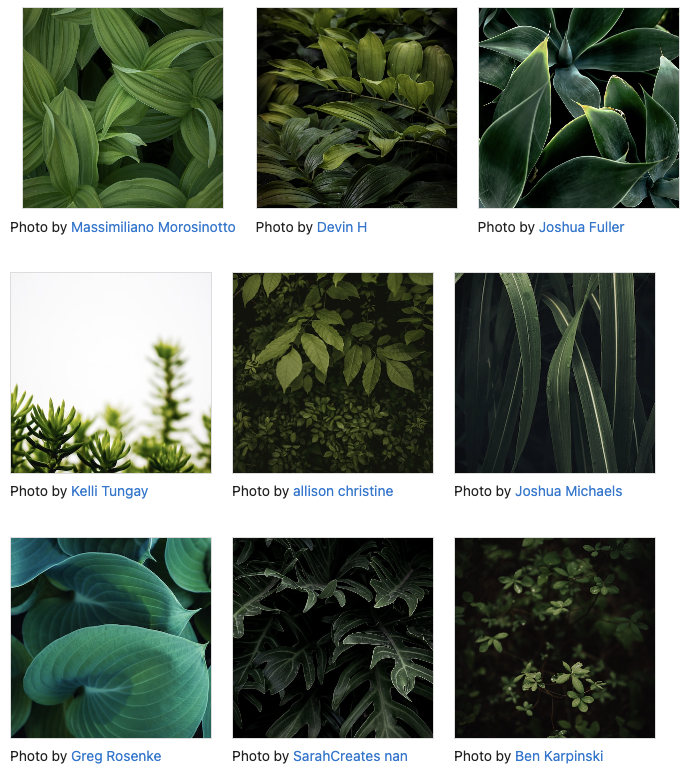 Photo by Massimiliano Morosinotto
Photo by Devin H
Photo by Joshua Fuller
Photo by Kelli Tungay
Photo by allison christine
Photo by Joshua Michaels
Photo by Greg Rosenke
Photo by SarahCreates nan
Photo by Ben Karpinski